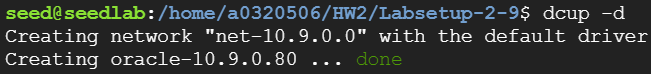 seed@seedlab:/home/a0320506/HW2/Labsetup-2-9$ dcup -d
Creating network "net-10.9.0.0" with the default driver
Creating oracle-10.9.0.80 ... done